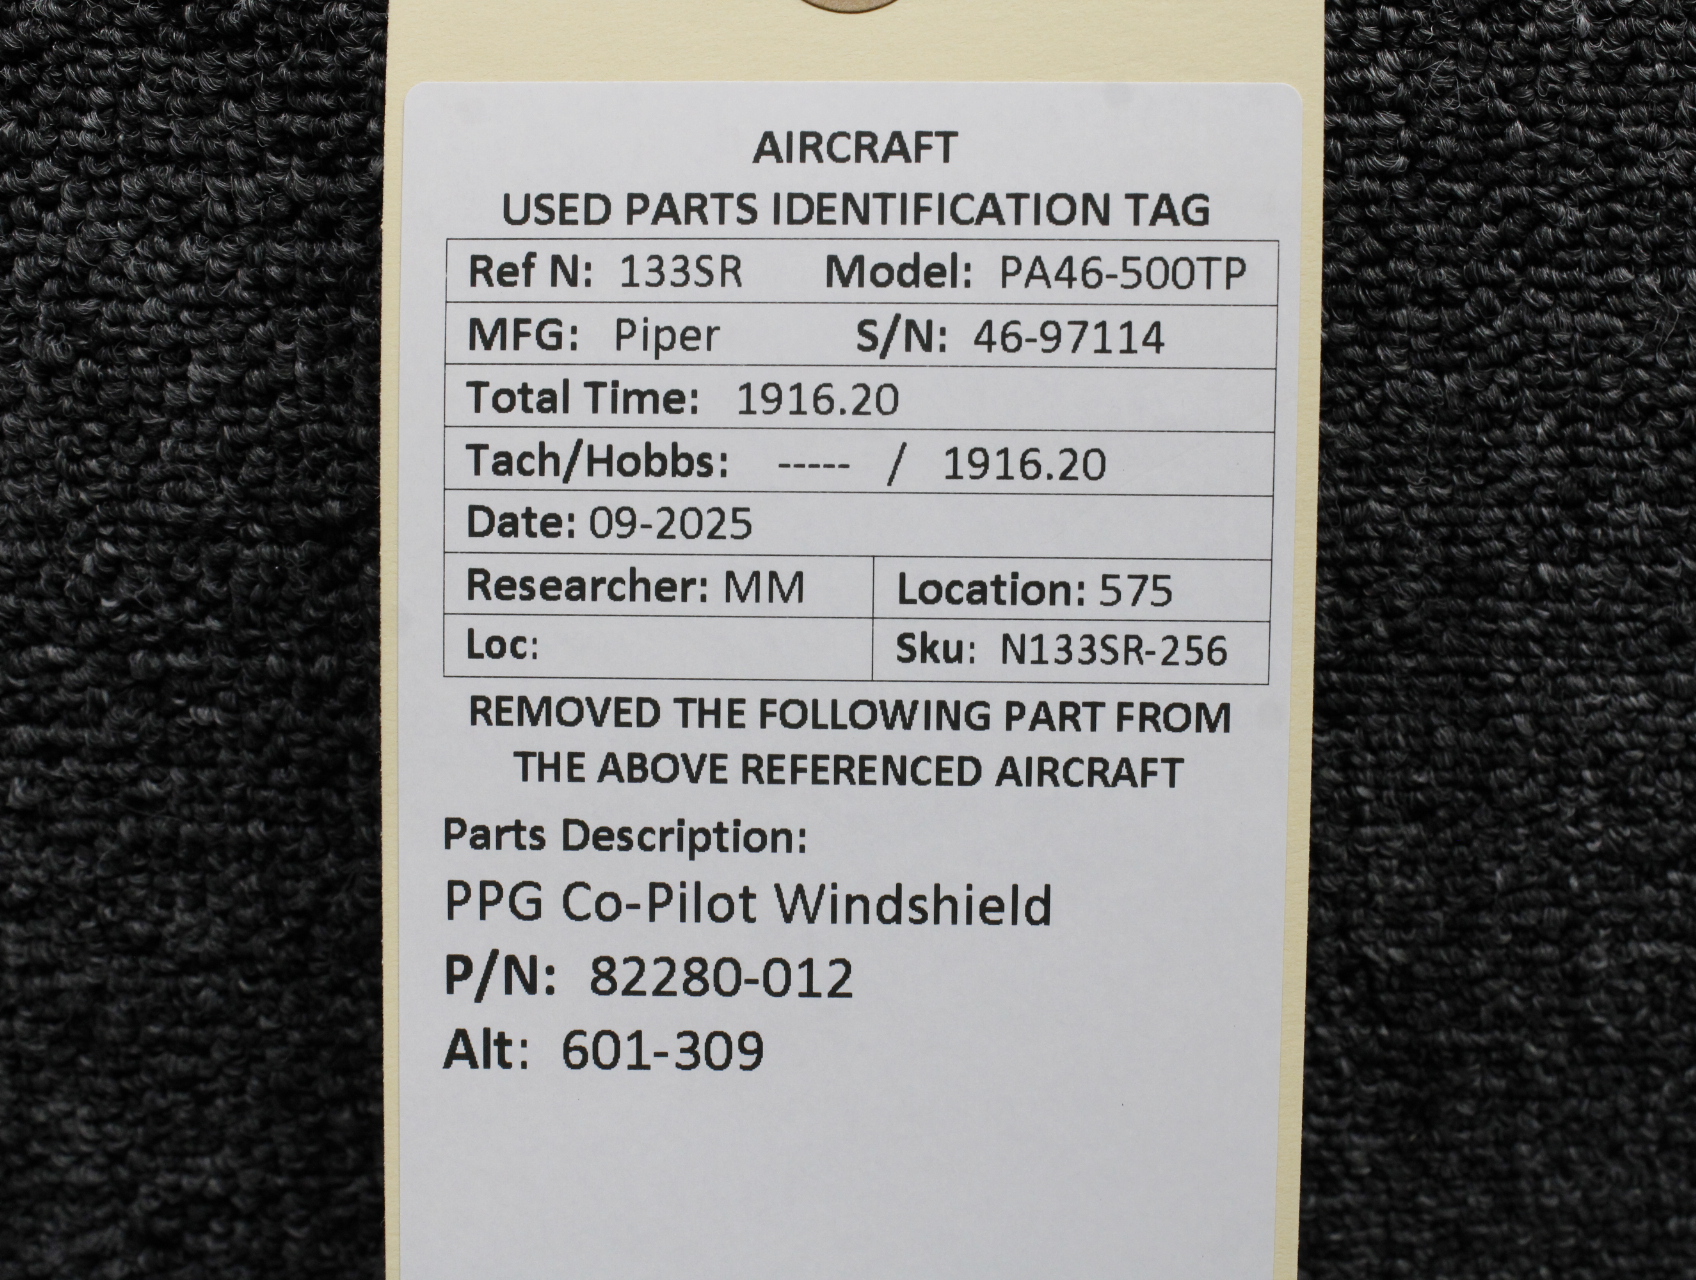 AIRCRAFT
USED PARTS IDENTIFICATION TAG
Ref N: 133SR Model: PA46-500TP
MFG: Piper S/N: 46-97114
Total Time: 1916.20
Tach/Hobbs: ----- / 1916.20
Date: 09-2025
Researcher: MM Location: 575
Loc: Sku: N133SR-256
REMOVED THE FOLLOWING PART FROM
THE ABOVE REFERENCED AIRCRAFT
Parts Description:
PPG Co-Pilot Windshield
P/N: 82280-012
Alt: 601-309